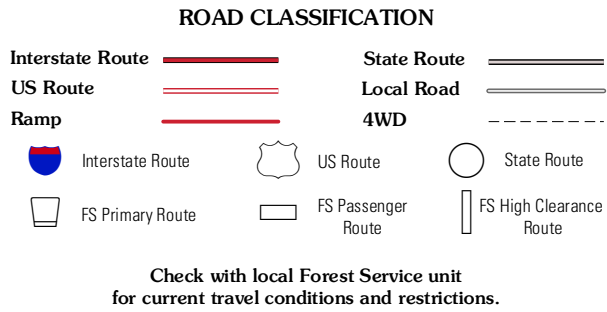 ROAD CLASSIFICATION
Interstate Route
State Route
US Route
Local Road
Ramp
4WD
Interstate Route
US Route
State Route
FS Primary Route
FS Passenger
Route
FS High Clearance
Route
Check with local Forest Service unit
for current travel conditions and restrictions.